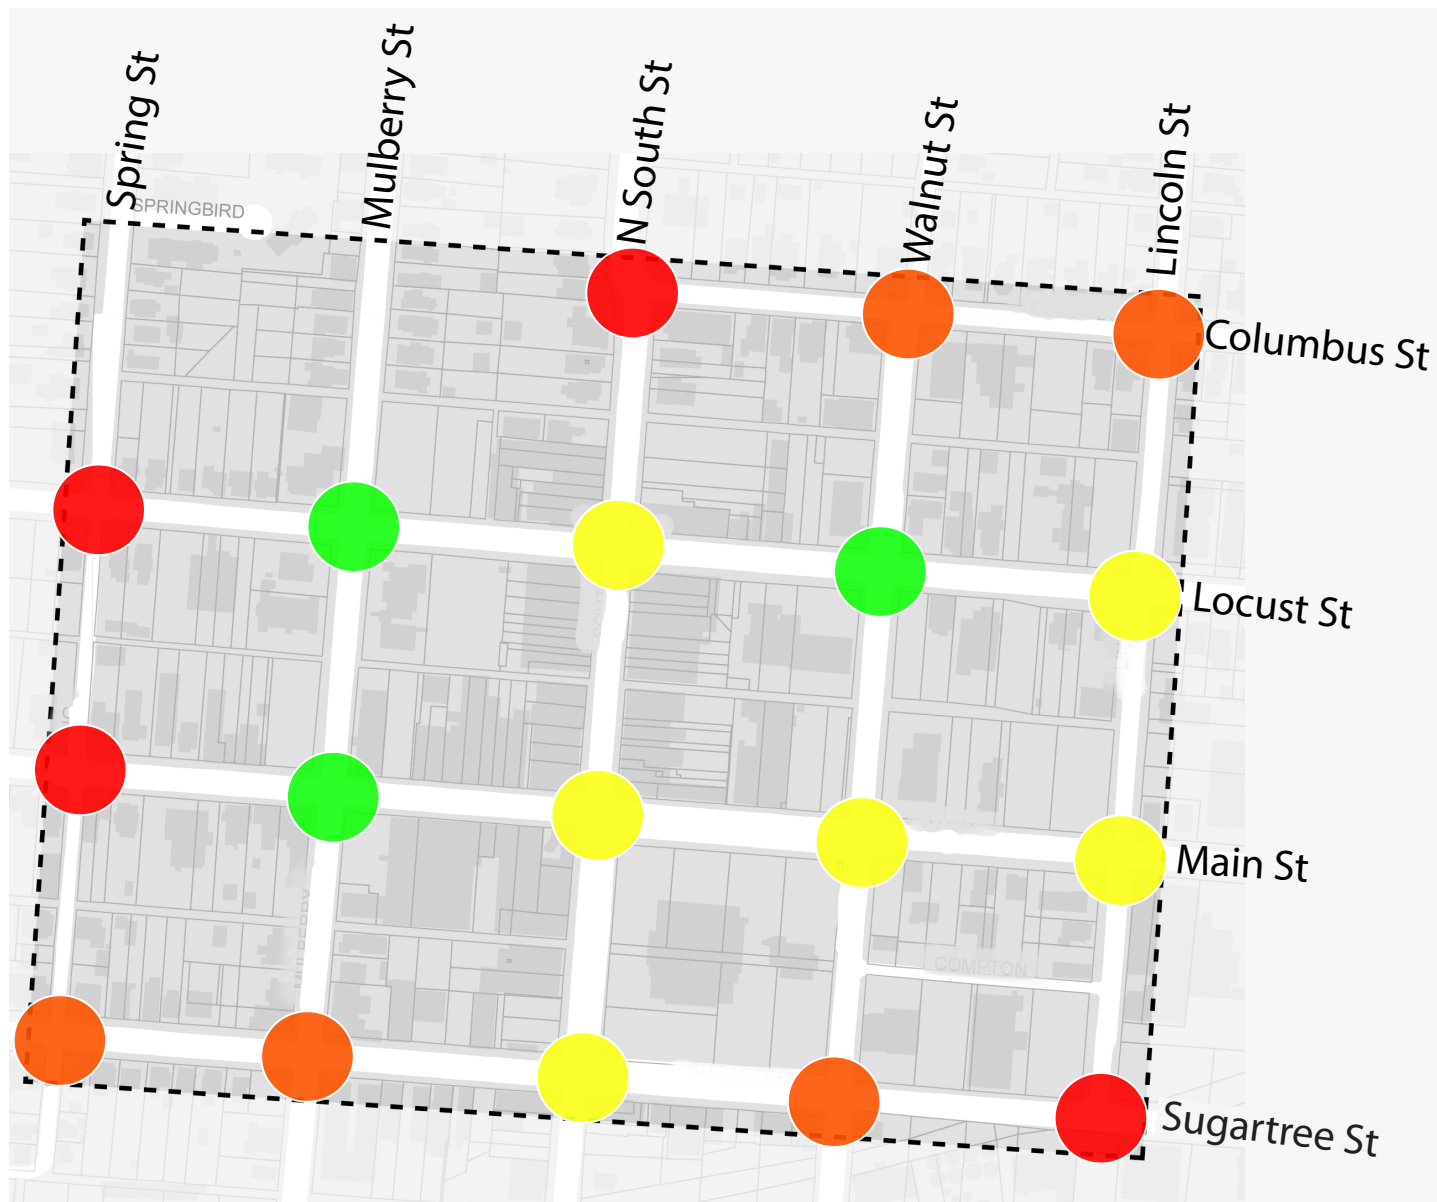 Spring St
Mulberry St
N South St
Walnut St
Lincoln St
SPRINGBIRD
Columbus St
Locust St
Main St
MULBERRY
COMPTON
Sugartree St